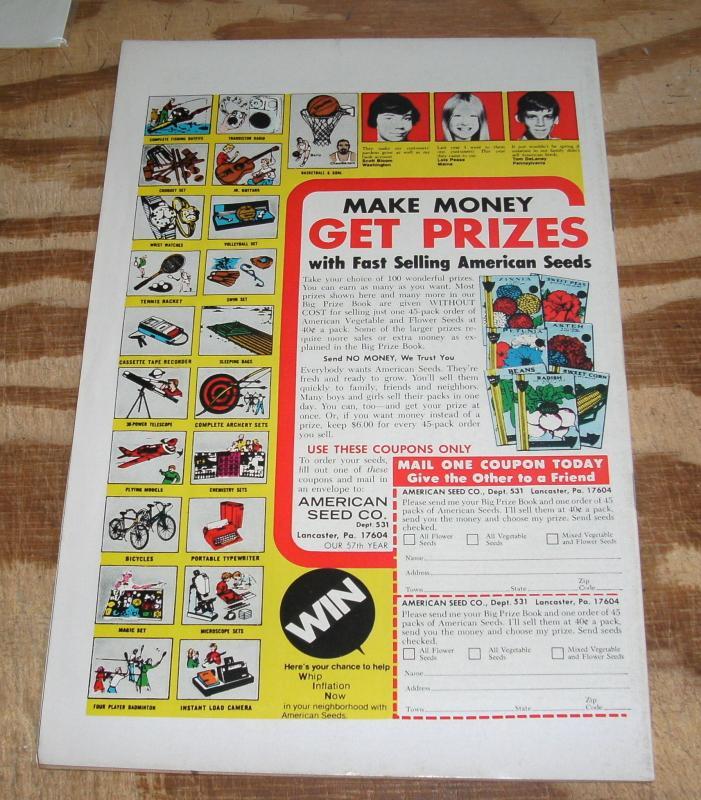 COMPLETE FISHING OUTFITS
TRANSISTOR RADIO
CROQUET SET
JR. GUITARS
WRIST WATCHES
VOLLEYBALL SET
TENNIS RACKET
SWIM SET
CASSETTE TAPE RECORDER
SLEEPING BAGS
30-POWER TELESCOPE
COMPLETE ARCHERY SETS
FLYING MODELS
CHEMISTRY SETS
BICYCLES
PORTABLE TYPEWRITER
MAGIC SET
MICROSCOPE SETS
FOUR PLAYER BADMINTON
INSTANT LOAD CAMERA
BASKETBALL & GOAL
Scott Bloom
Washington
Lois Pease
Maine
Tom DeLaney
Pennsylvania
MAKE MONEY
GET PRIZES
with Fast Selling American Seeds
Take your choice of 100 wonderful prizes.
You can earn as many as you want. Most
prizes shown here and many more in our
Big Prize Book are given WITHOUT
COST for selling just one 45-pack order of
American Vegetable and Flower Seeds at
40¢ a pack. Some of the larger prizes re-
quire more sales or extra money as ex-
plained in the Big Prize Book.
Send NO MONEY, We Trust You
Everybody wants American Seeds. They're
fresh and ready to grow. You'll sell them
quickly to family, friends and neighbors.
Many boys and girls sell their packs in one
day. You can, too—and get your prize at
once. Or, if you want money instead of a
prize, keep $6.00 for every 45-pack order
you sell.
ZINNIA
SWEET PEAS
PETUNIA
ASTER
BEANS
RADISH
SWEET CORN
USE THESE COUPONS ONLY
To order your seeds,
fill out one of these
coupons and mail in
an envelope to:
AMERICAN
SEED CO.
Dept. 531
Lancaster, Pa. 17604
OUR 57th YEAR
MAIL ONE COUPON TODAY
Give the Other to a Friend
AMERICAN SEED CO., Dept. 531 Lancaster, Pa. 17604
Please send me your Big Prize Book and one order of 45
packs of American Seeds. I'll sell them at 40¢ a pack,
send you the money and choose my prize. Send seeds
checked.
All Flower
Seeds
All Vegetable
Seeds
Mixed Vegetable
and Flower Seeds
Name
Address
Town State Zip Code
AMERICAN SEED CO., Dept. 531 Lancaster, Pa. 17604
Please send me your Big Prize Book and one order of 45
packs of American Seeds. I'll sell them at 40¢ a pack,
send you the money and choose my prize. Send seeds
checked.
All Flower
Seeds
All Vegetable
Seeds
Mixed Vegetable
and Flower Seeds
Name
Address
Town State Zip Code
WIN
Here's your chance to help
Whip
Inflation
Now
in your neighborhood with
American Seeds.